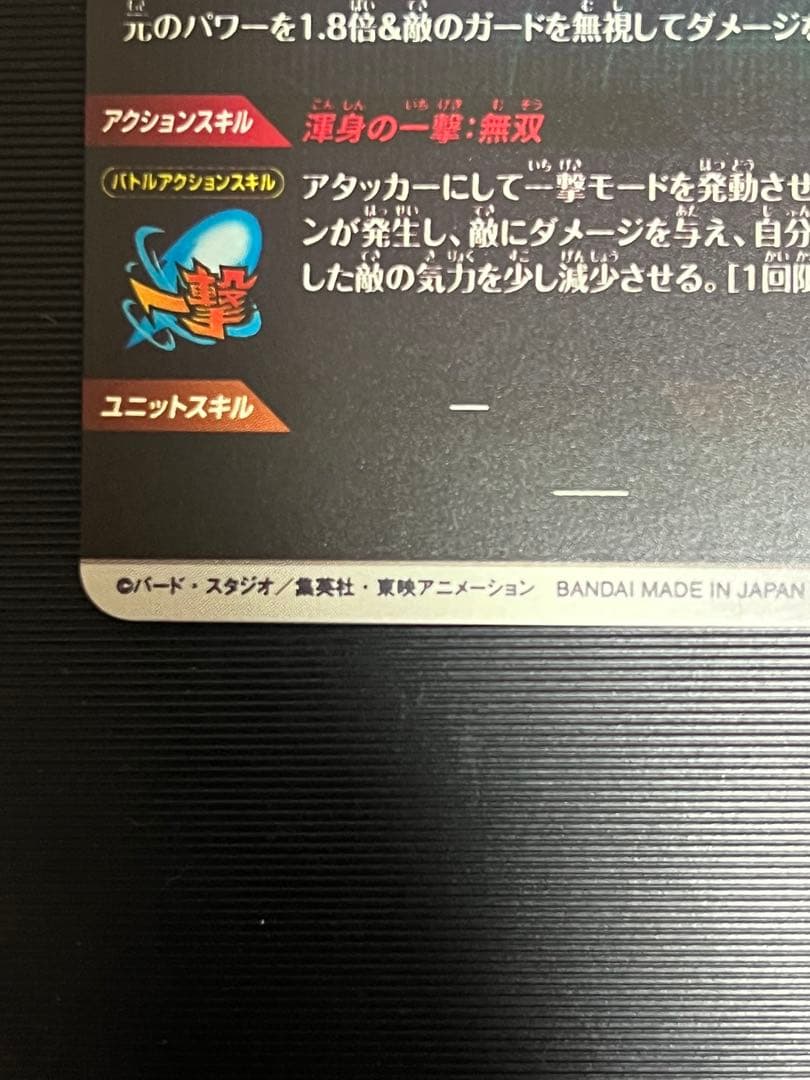 元のパワーを1.8倍&敵のガードを無視してダメージを
アクションスキル
渾身の一撃:無双
バトルアクションスキル
アタッカーにして一撃モードを発動させ
ンが発生し、敵にダメージを与え、自分
した敵の気力を少し減少させる。[1回限
一撃
ユニットスキル
—
©バード・スタジオ／集英社・東映アニメーション BANDAI MADE IN JAPAN